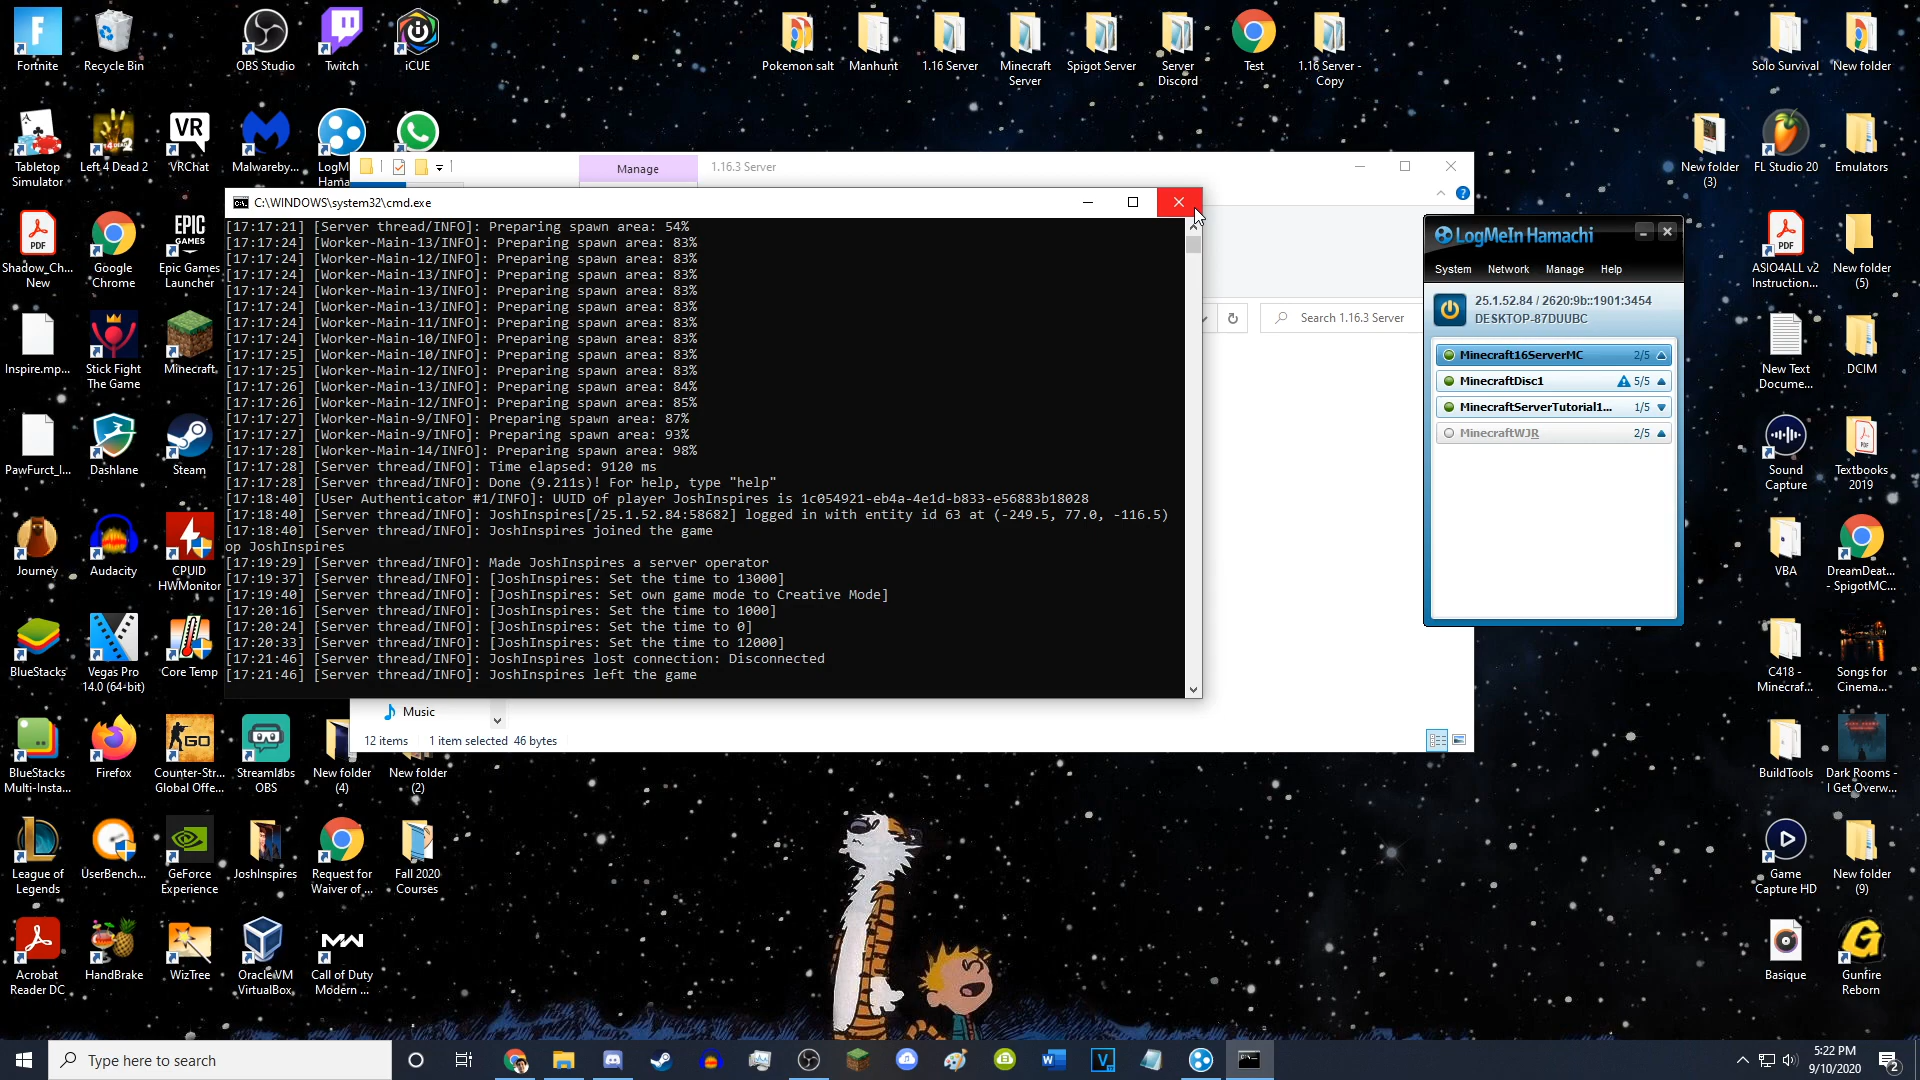 Fortnite
Recycle Bin
OBS Studio
Twitch
iCUE
Pokemon salt
Manhunt
1.16 Server
Minecraft
Server
Spigot Server
Server
Discord
Test
1.16 Server -
Copy
Solo Survival
New folder
Tabletop
Simulator
Left 4 Dead 2
VRChat
Malwareby...
LogM
Hama
New folder
(3)
FL Studio 20
Emulators
Manage
1.16.3 Server
C:\WINDOWS\system32\cmd.exe
[17:17:21] [Server thread/INFO]: Preparing spawn area: 54%
[17:17:24] [Worker-Main-13/INFO]: Preparing spawn area: 83%
[17:17:24] [Worker-Main-12/INFO]: Preparing spawn area: 83%
[17:17:24] [Worker-Main-13/INFO]: Preparing spawn area: 83%
[17:17:24] [Worker-Main-13/INFO]: Preparing spawn area: 83%
[17:17:24] [Worker-Main-13/INFO]: Preparing spawn area: 83%
[17:17:24] [Worker-Main-11/INFO]: Preparing spawn area: 83%
[17:17:24] [Worker-Main-10/INFO]: Preparing spawn area: 83%
[17:17:25] [Worker-Main-10/INFO]: Preparing spawn area: 83%
[17:17:25] [Worker-Main-12/INFO]: Preparing spawn area: 83%
[17:17:26] [Worker-Main-13/INFO]: Preparing spawn area: 84%
[17:17:26] [Worker-Main-12/INFO]: Preparing spawn area: 85%
[17:17:27] [Worker-Main-9/INFO]: Preparing spawn area: 87%
[17:17:27] [Worker-Main-9/INFO]: Preparing spawn area: 93%
[17:17:28] [Worker-Main-14/INFO]: Preparing spawn area: 98%
[17:17:28] [Server thread/INFO]: Time elapsed: 9120 ms
[17:17:28] [Server thread/INFO]: Done (9.211s)! For help, type "help"
[17:18:40] [User Authenticator #1/INFO]: UUID of player JoshInspires is 1c054921-eb4a-4e1d-b833-e56883b18028
[17:18:40] [Server thread/INFO]: JoshInspires[/25.1.52.84:58682] logged in with entity id 63 at (-249.5, 77.0, -116.5)
[17:18:40] [Server thread/INFO]: JoshInspires joined the game
op JoshInspires
[17:19:29] [Server thread/INFO]: Made JoshInspires a server operator
[17:19:37] [Server thread/INFO]: [JoshInspires: Set the time to 13000]
[17:19:40] [Server thread/INFO]: [JoshInspires: Set own game mode to Creative Mode]
[17:20:16] [Server thread/INFO]: [JoshInspires: Set the time to 1000]
[17:20:24] [Server thread/INFO]: [JoshInspires: Set the time to 0]
[17:20:33] [Server thread/INFO]: [JoshInspires: Set the time to 12000]
[17:21:46] [Server thread/INFO]: JoshInspires lost connection: Disconnected
[17:21:46] [Server thread/INFO]: JoshInspires left the game
Search 1.16.3 Server
Music
12 items
1 item selected 46 bytes
LogMeIn Hamachi
System
Network
Manage
Help
25.1.52.84 / 2620:9b::1901:3454
DESKTOP-87DUUBC
Minecraft16ServerMC 2/5
MinecraftDisc1 5/5
MinecraftServerTutorial1... 1/5
MinecraftWJR 2/5
PDF
Shadow_Ch...
New
Google
Chrome
EPIC
GAMES
Epic Games
Launcher
PDF
ASIO4ALL v2
Instruction...
New folder
(5)
Inspire.mp...
Stick Fight
The Game
Minecraft
New Text
Docume...
DCIM
PawFurct_I...
Dashlane
Steam
Sound
Capture
Textbooks
2019
Journey
Audacity
CPUID
HWMonitor
VBA
DreamDeat...
- SpigotMC...
BlueStacks
Vegas Pro
14.0 (64-bit)
Core Temp
C418 -
Minecraf...
Songs for
Cinema...
BlueStacks
Multi-Insta...
Firefox
GO
Counter-Str...
Global Offe...
Streamlabs
OBS
New folder
(4)
New folder
(2)
BuildTools
Dark Rooms -
I Get Overw...
League of
Legends
UserBench...
GeForce
Experience
JoshInspires
Request for
Waiver of ...
Fall 2020
Courses
Game
Capture HD
New folder
(9)
Acrobat
Reader DC
HandBrake
WizTree
Oracle VM
VirtualBox
MW
Call of Duty
Modern ...
Basique
Gunfire
Reborn
Type here to search
5:22 PM
9/10/2020
2